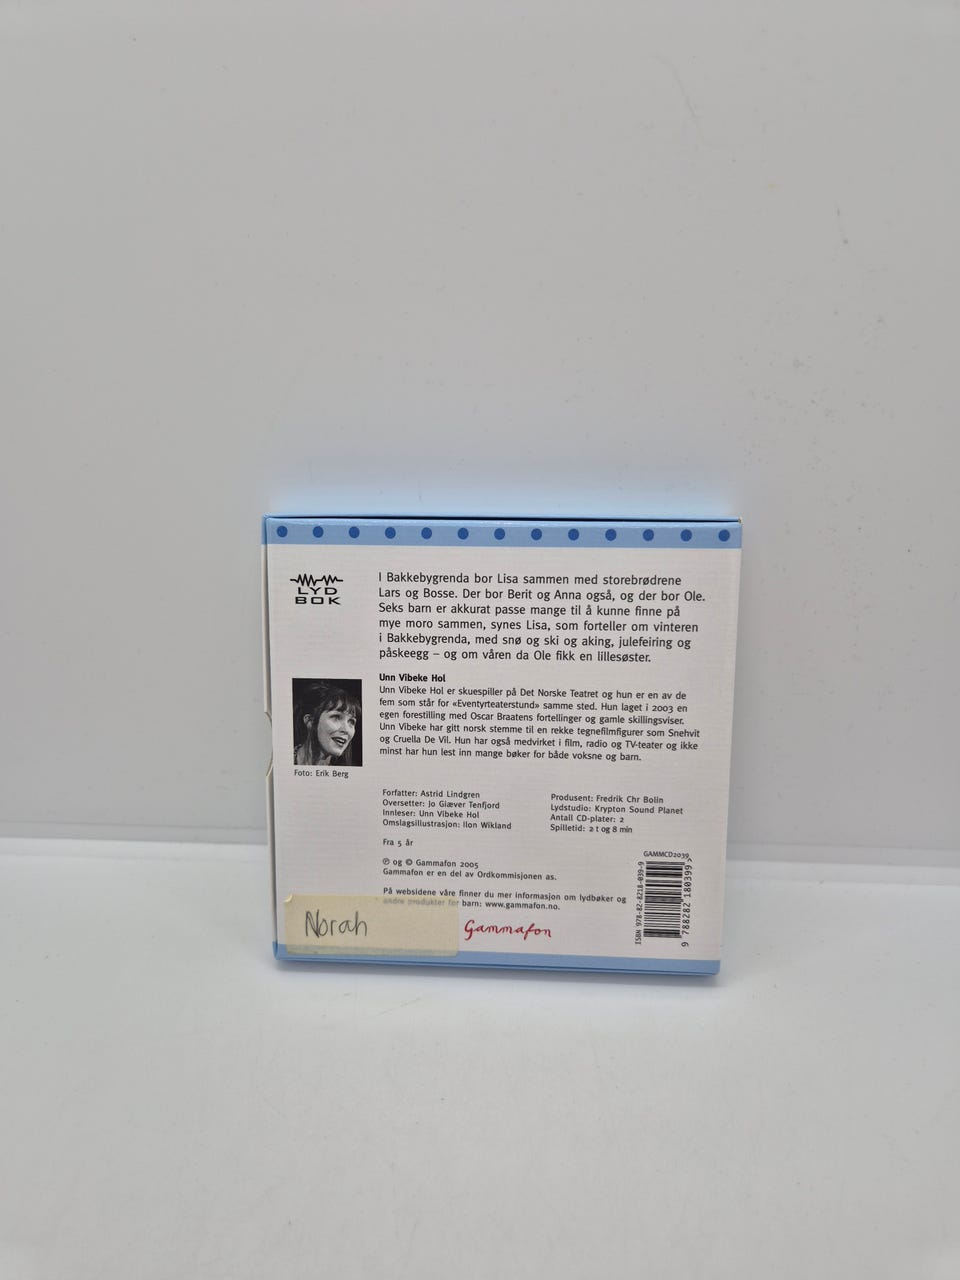 LYD
BOK
I Bakkebygrenda bor Lisa sammen med storebrødrene
Lars og Bosse. Der bor Berit og Anna også, og der bor Ole.
Seks barn er akkurat passe mange til å kunne finne på
mye moro sammen, synes Lisa, som forteller om vinteren
i Bakkebygrenda, med snø og ski og aking, julefeiring og
påskeegg – og om våren da Ole fikk en lillesøster.
Unn Vibeke Hol
Unn Vibeke Hol er skuespiller på Det Norske Teatret og hun er en av de
fem som står for «Eventyrteaterstund» samme sted. Hun laget i 2003 en
egen forestilling med Oscar Braatens fortellinger og gamle skillingsviser.
Unn Vibeke har gitt norsk stemme til en rekke tegnefilmfigurer som Snehvit
og Cruella De Vil. Hun har også medvirket i film, radio og TV-teater og ikke
minst har hun lest inn mange bøker for både voksne og barn.
Foto: Erik Berg
Forfatter: Astrid Lindgren
Oversetter: Jo Giæver Tenfjord
Innleser: Unn Vibeke Hol
Omslagsillustrasjon: Ilon Wikland
Produsent: Fredrik Chr Bolin
Lydstudio: Krypton Sound Planet
Antall CD-plater: 2
Spilletid: 2 t og 8 min
Fra 5 år
℗ og © Gammafon 2005
Gammafon er en del av Ordkommisjonen as.
På websidene våre finner du mer informasjon om lydbøker og
andre produkter for barn: www.gammafon.no.
Norah
Gammafon
GAMMCD2039
ISBN 978-82-8218-039-9
9 788282 180399